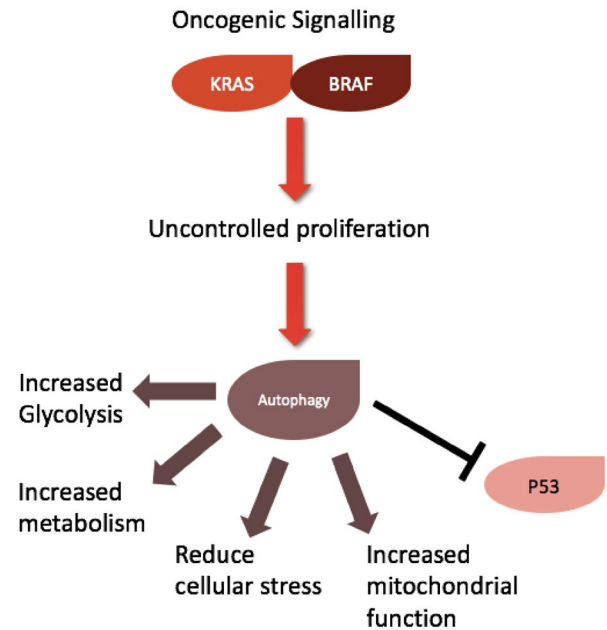 Oncogenic Signalling
KRAS
BRAF
Uncontrolled proliferation
Autophagy
Increased
Glycolysis
Increased
metabolism
Reduce
cellular stress
Increased
mitochondrial
function
P53